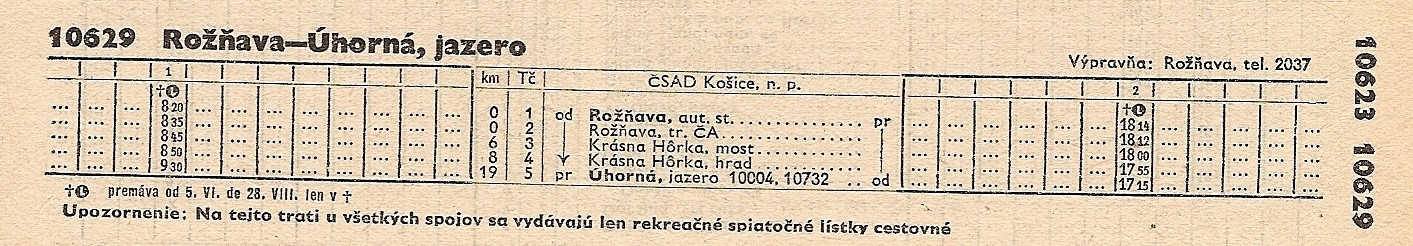 10629 Rožňava—Úhorná, jazero
Výpravňa: Rožňava, tel. 2037
1 km Tč ČSAD Košice, n. p. 2
†Ⓛ †Ⓛ
... ... ... 8 20 ... ... ... ... ... ... ... ... 0 1 od Rožňava, aut. st. pr ... ... ... ... ... ... 18 14 ... ... ... ...
... ... ... 8 35 ... ... ... ... ... ... ... ... 0 2 Rožňava, tr. ČA ... ... ... ... ... ... 18 12 ... ... ... ...
... ... ... 8 45 ... ... ... ... ... ... ... ... 6 3 Krásna Hôrka, most ... ... ... ... ... ... 18 00 ... ... ... ...
... ... ... 8 50 ... ... ... ... ... ... ... ... 8 4 Krásna Hôrka, hrad ... ... ... ... ... ... 17 55 ... ... ... ...
... ... ... 9 30 ... ... ... ... ... ... ... ... 19 5 pr Úhorná, jazero 10004, 10732 .. od ... ... ... ... ... ... 17 15 ... ... ... ...
†Ⓛ premáva od 5. VI. de 28. VIII. len v †
Upozornenie: Na tejto trati u všetkých spojov sa vydávajú len rekreačné spiatočné lístky cestovné
10623 10629